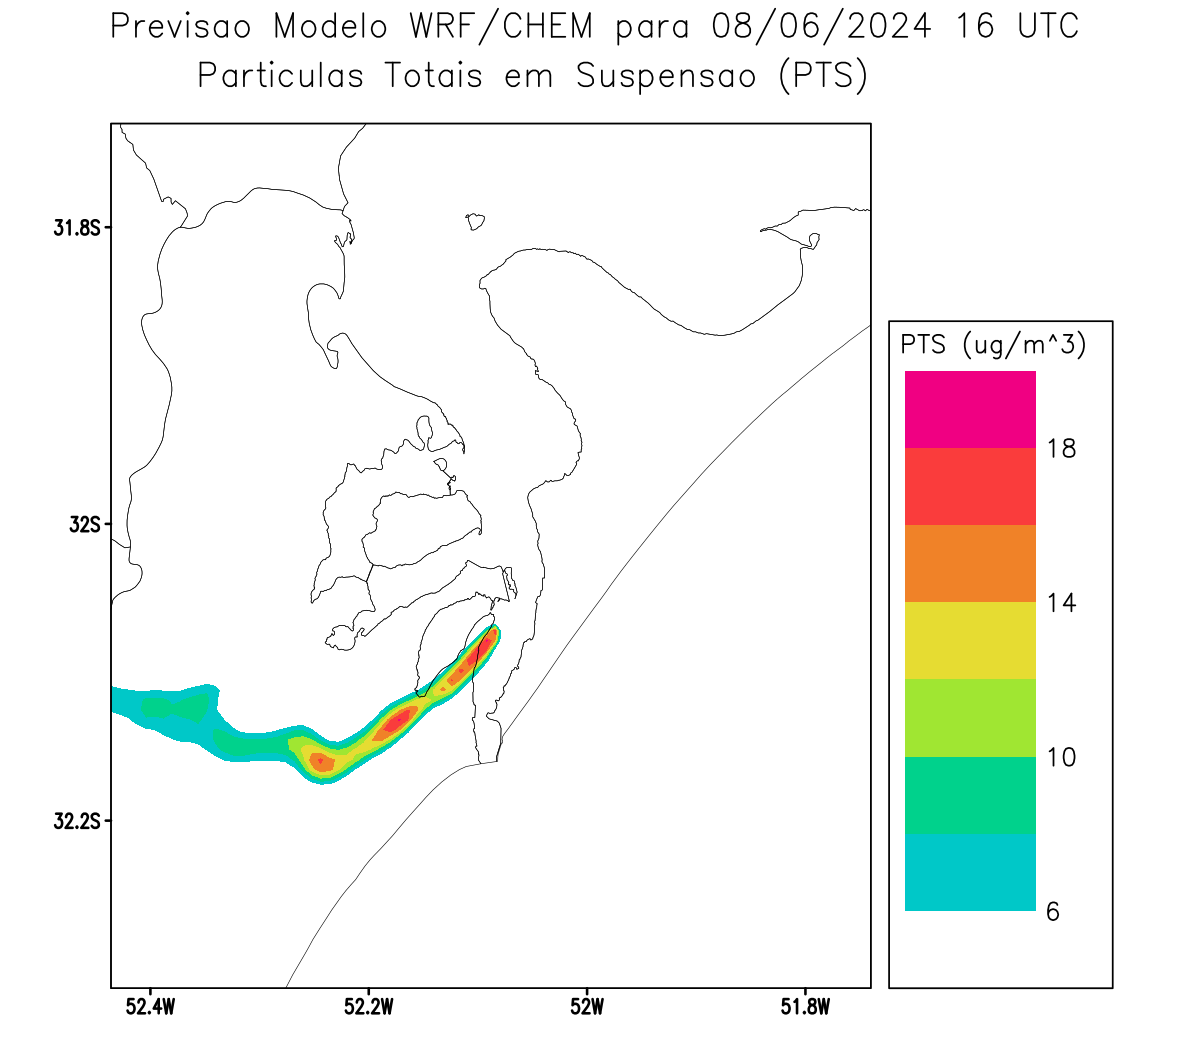 Previsao Modelo WRF/CHEM para 08/06/2024 16 UTC
Particulas Totais em Suspensao (PTS)
31.8S
32S
32.2S
52.4W
52.2W
52W
51.8W
PTS (ug/m^3)
18
14
10
6